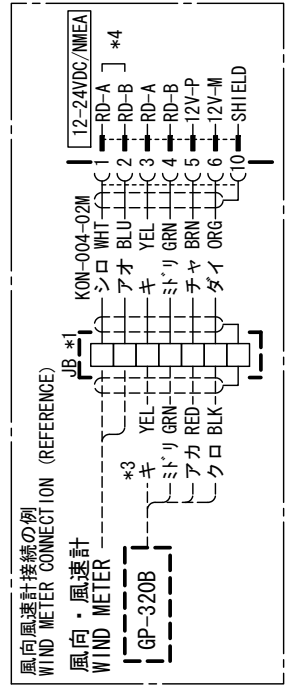 風向風速計接続の例
WIND METER CONNECTION (REFERENCE)
12-24VDC/NMEA
JB *1
KON-004-02M
風向・風速計
WIND METER
GP-320B
*3
キ YEL
ミドリ GRN
アカ RED
クロ BLK
シロ WHT 1 RD-A
アオ BLU 2 RD-B
*4
キ YEL 3 RD-A
ミドリ GRN 4 RD-B
チャ BRN 5 12V-P
ダイ ORG 6 12V-M
10 SHIELD